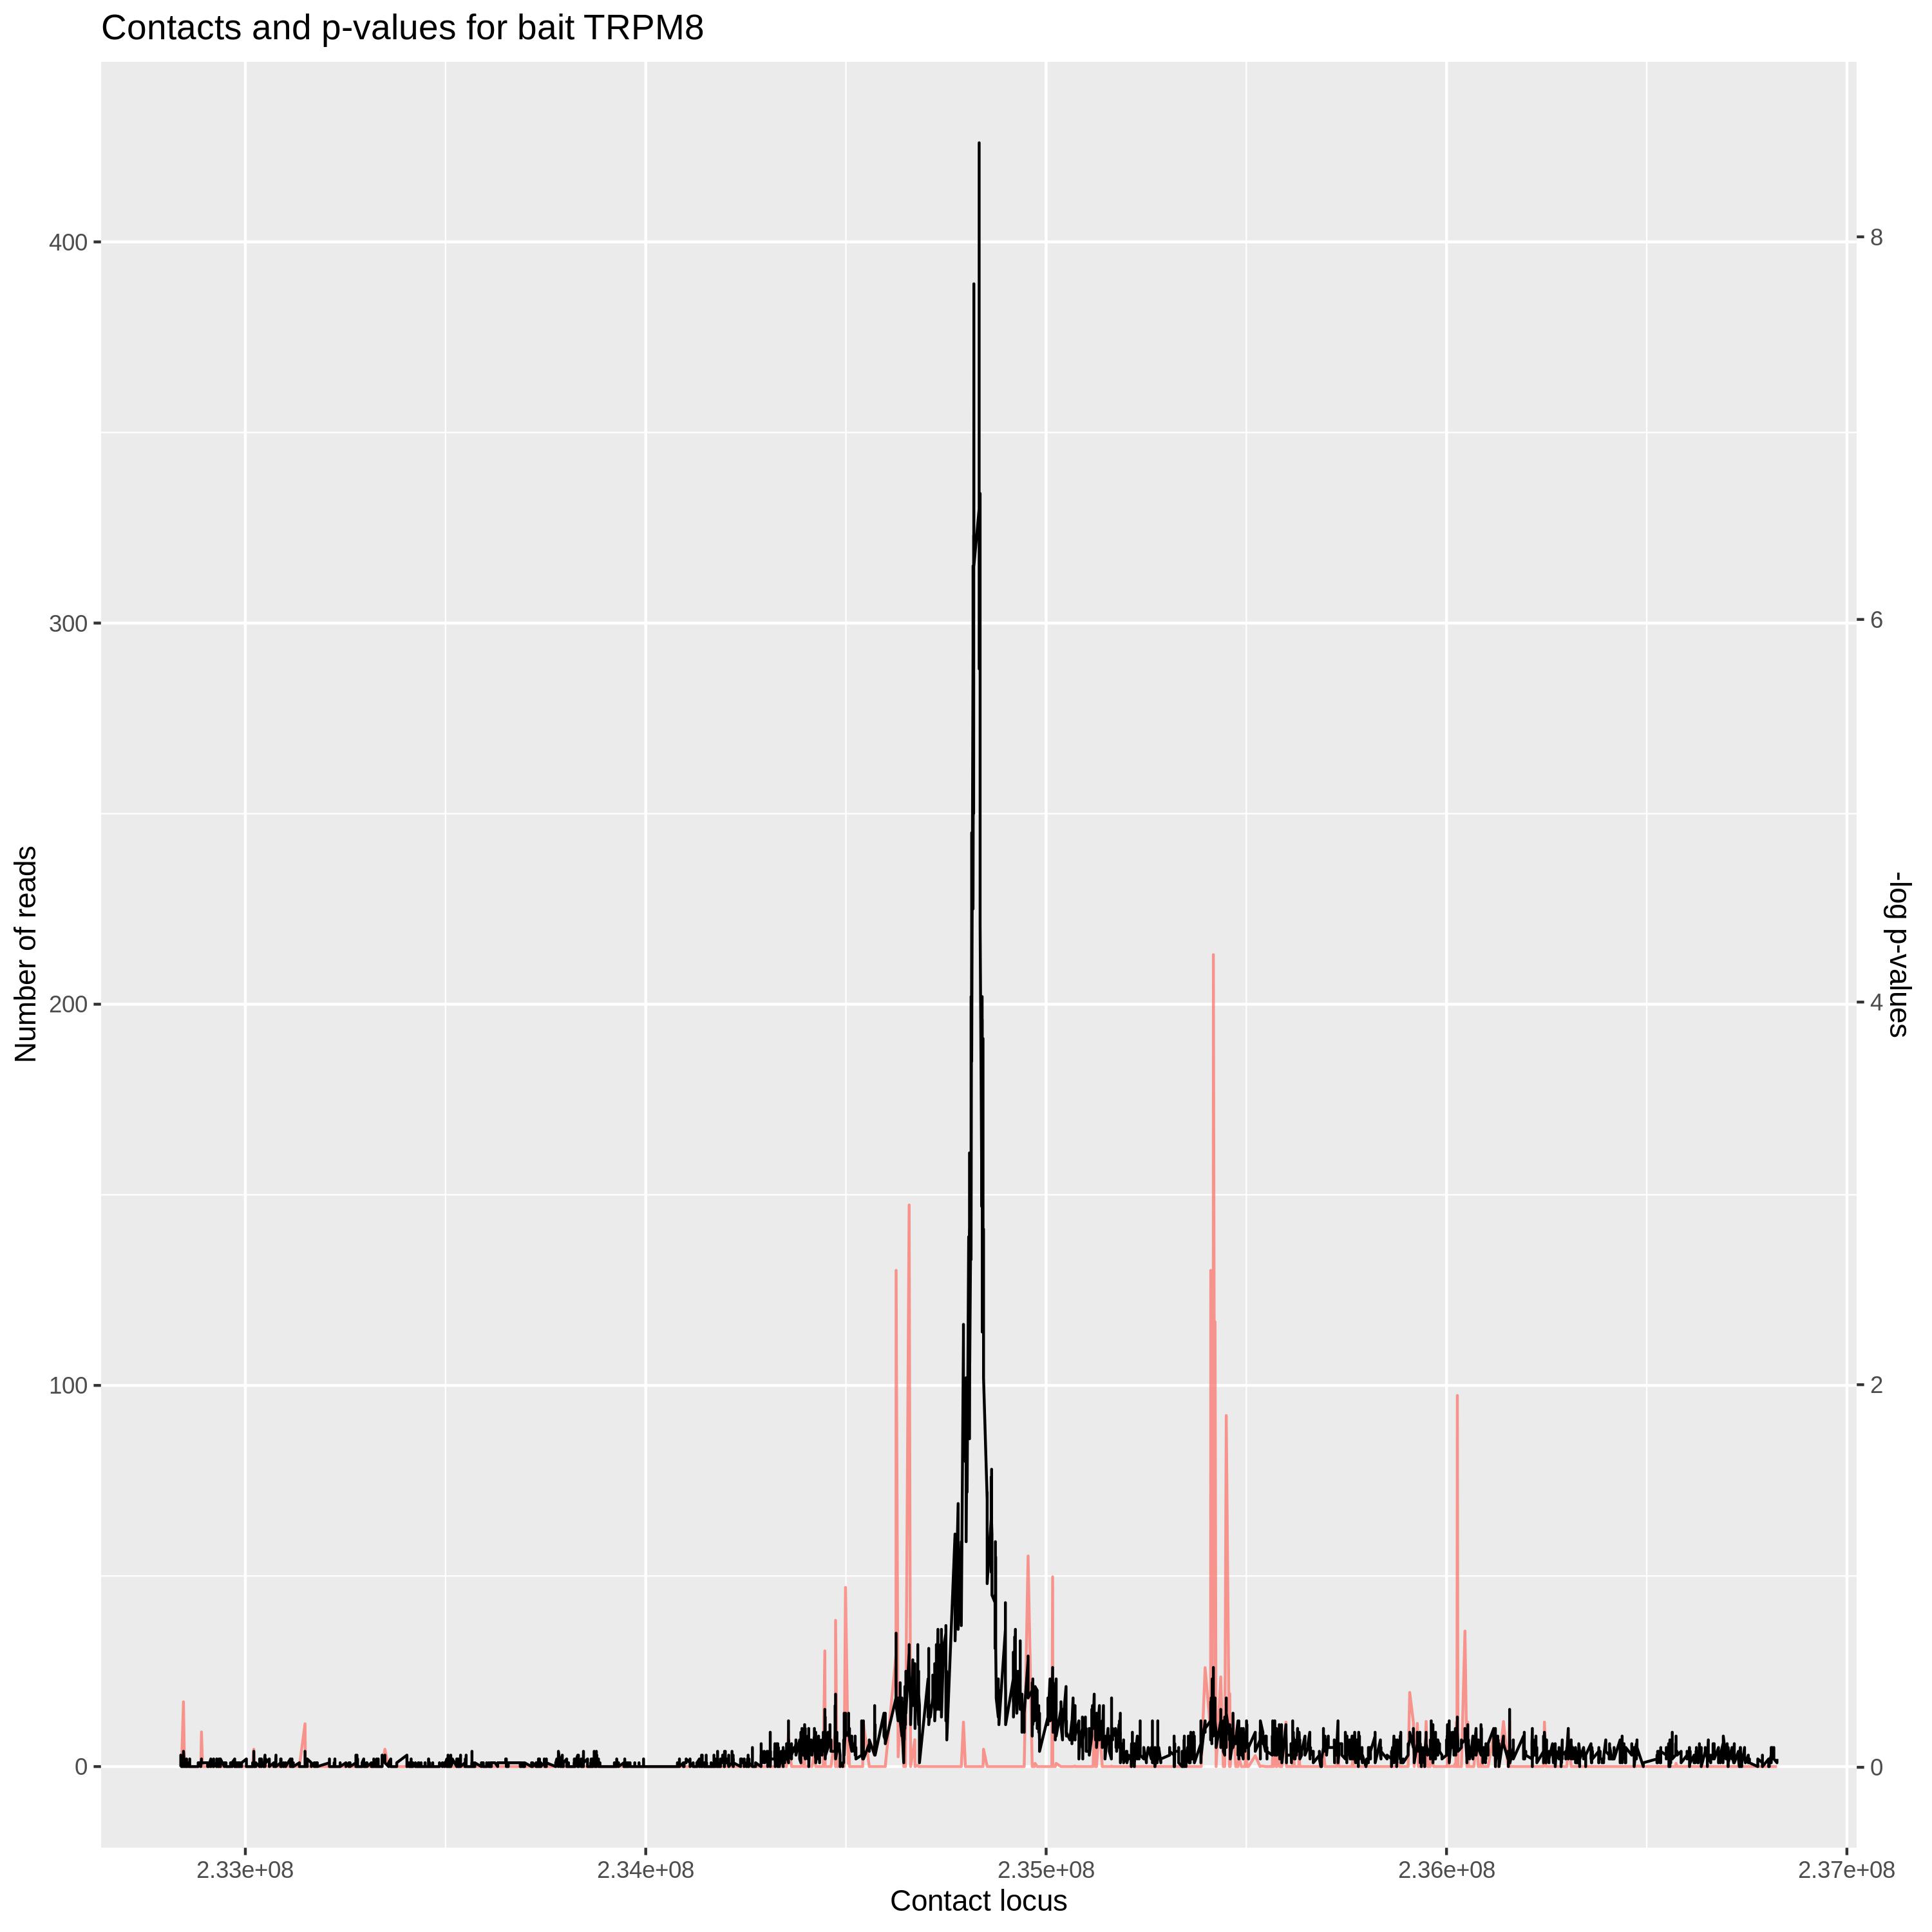 Contacts and p-values for bait TRPM8
400
300
200
100
0
Number of reads
8
6
4
2
0
-log p-values
2.33e+08
2.34e+08
2.35e+08
2.36e+08
2.37e+08
Contact locus